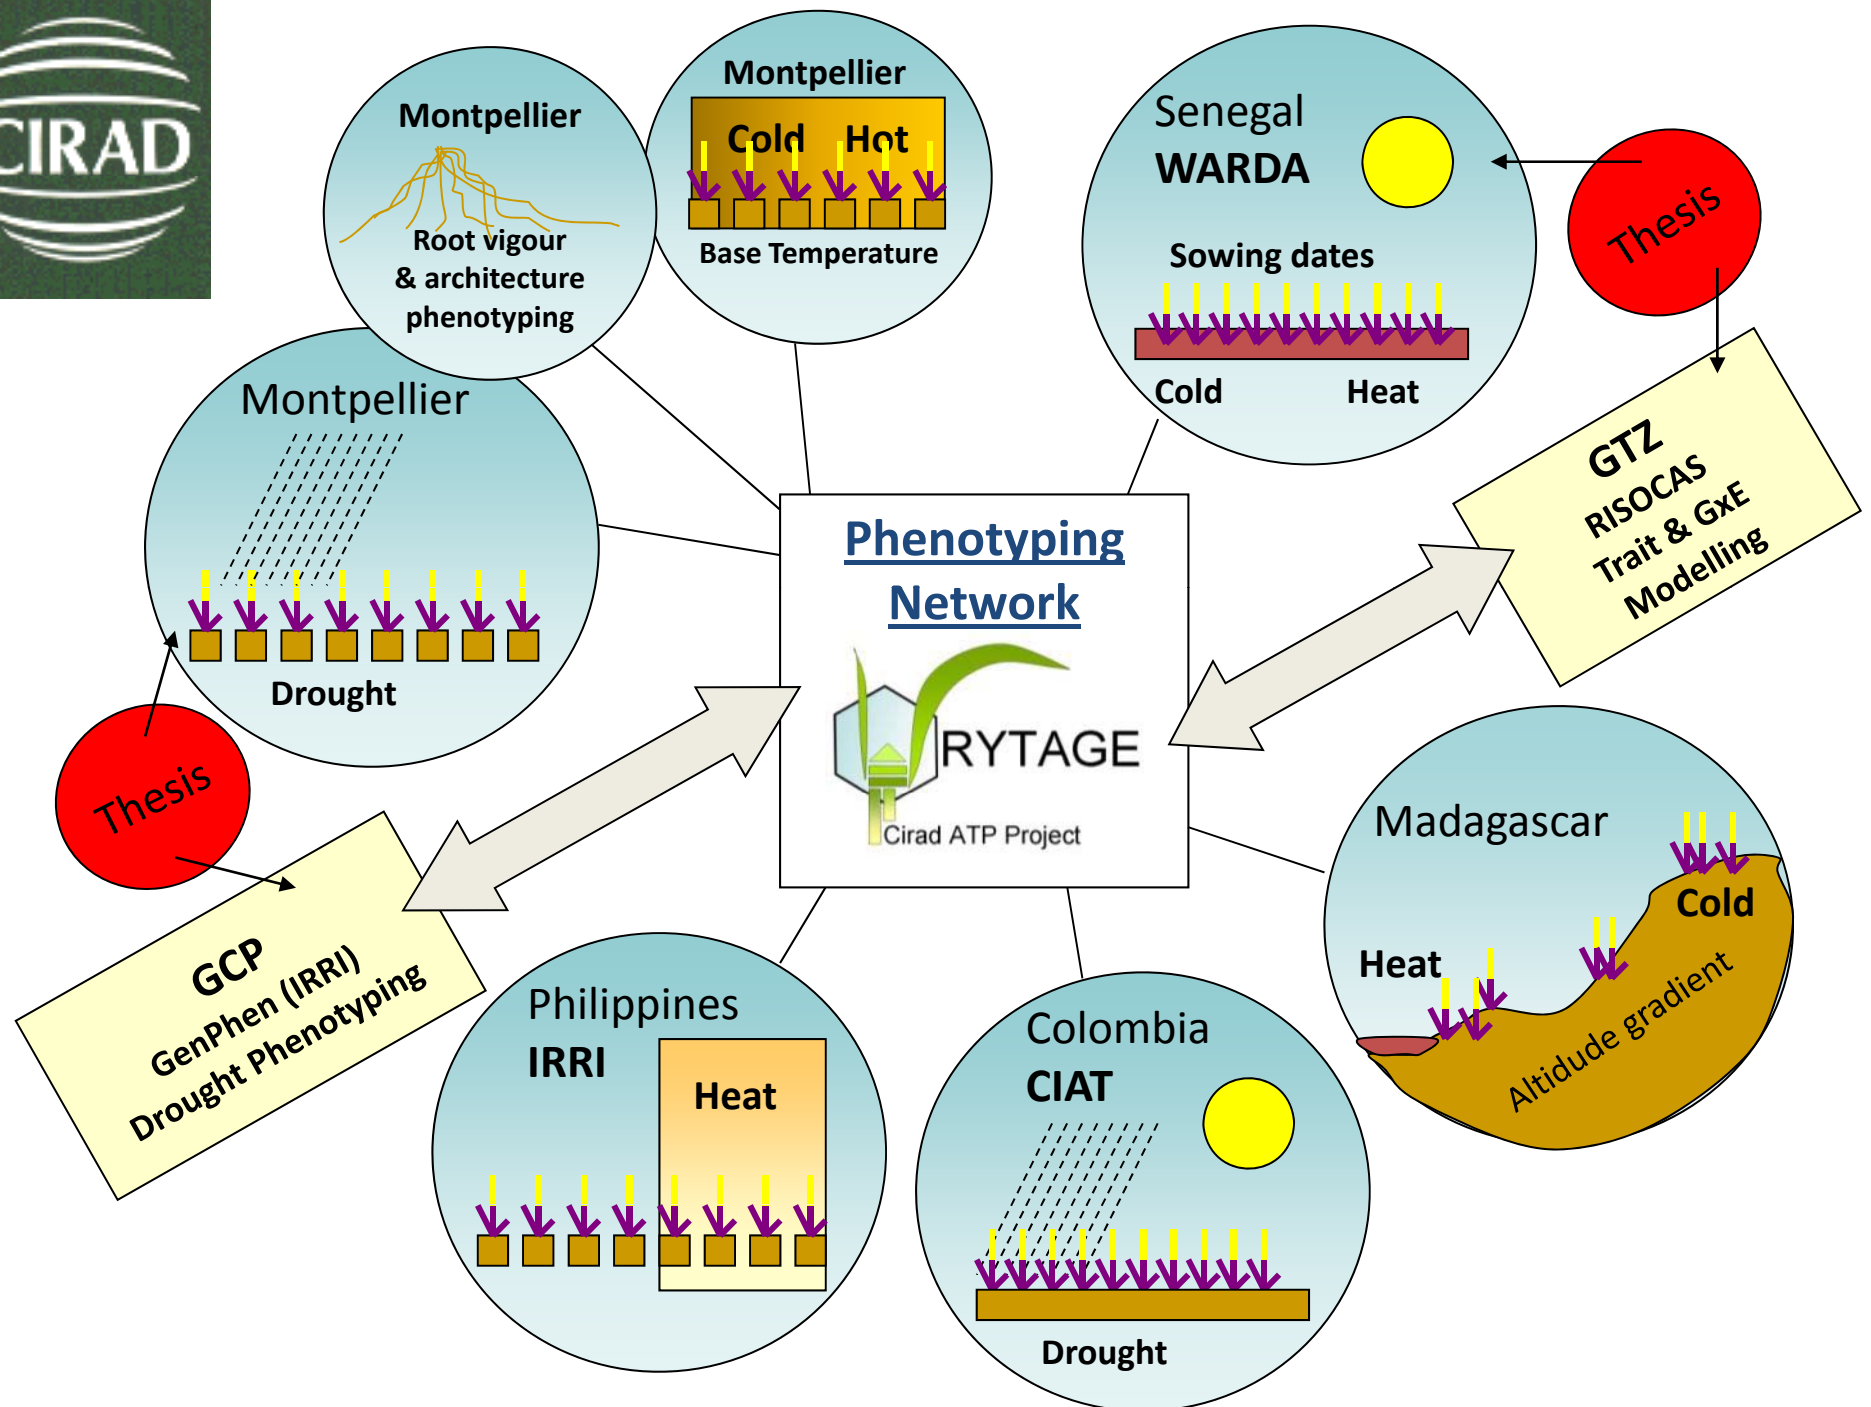 CIRAD
Montpellier
Root vigour
& architecture
phenotyping
Montpellier
Cold Hot
Base Temperature
Senegal
WARDA
Sowing dates
Cold Heat
Thesis
Montpellier
Drought
Thesis
Phenotyping
Network
RYTAGE
Cirad ATP Project
GTZ
RISOCAS
Trait & GxE
Modelling
GCP
GenPhen (IRRI)
Drought Phenotyping
Madagascar
Cold
Heat
Altidude gradient
Philippines
IRRI
Heat
Colombia
CIAT
Drought